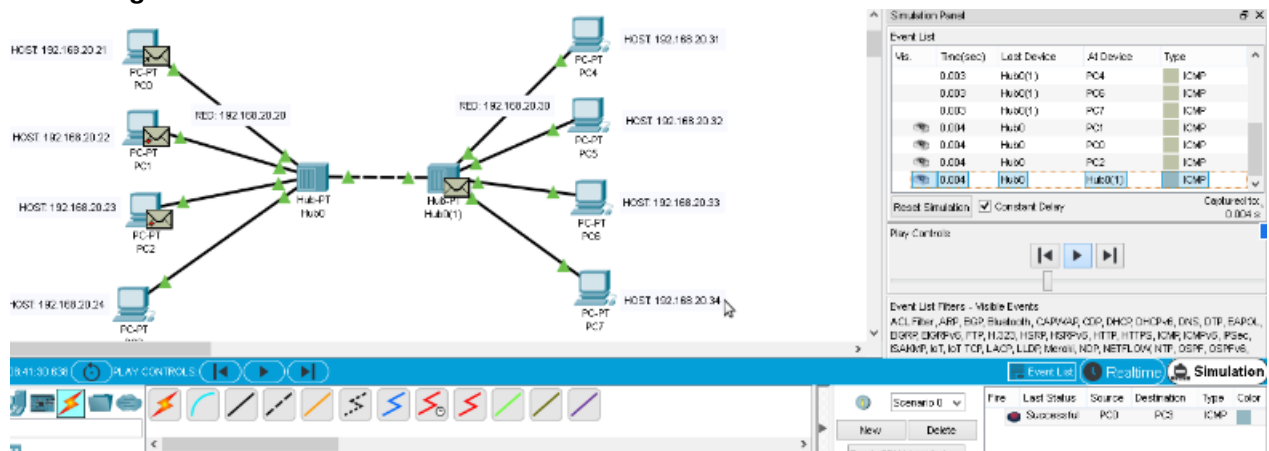 HOST: 192.168.20.21
PC-PT
PC0
RED: 192.168.20.20
HOST: 192.168.20.22
PC-PT
PC1
HOST: 192.168.20.23
PC-PT
PC2
HOST: 192.168.20.24
PC-PT
Hub-PT
Hub0
RED: 192.168.20.30
Hub-PT
Hub0(1)
HOST: 192.168.20.31
PC-PT
PC4
HOST: 192.168.20.32
PC-PT
PC5
HOST: 192.168.20.33
PC-PT
PC6
HOST: 192.168.20.34
PC-PT
PC7
Simulation Panel
Event List
Vis. Time(sec) Last Device At Device Type
0.003 Hub0(1) PC4 ICMP
0.003 Hub0(1) PC6 ICMP
0.003 Hub0(1) PC7 ICMP
0.004 Hub0 PC1 ICMP
0.004 Hub0 PC0 ICMP
0.004 Hub0 PC2 ICMP
0.004 Hub0 Hub0(1) ICMP
Reset Simulation Constant Delay Captured to:
0.004 s
Play Controls
Event List Filters - Visible Events
ACL Filter, ARP, BGP, Bluetooth, CAPWAP, CDP, DHCP, DHCPv6, DNS, DTP, EAPOL,
EIGRP, EIGRPv6, FTP, H.323, HSRP, HSRPv6, HTTP, HTTPS, ICMP, ICMPv6, IPSec,
ISAKMP, IoT, IoT TCP, LACP, LLDP, Meraki, NDP, NETFLOW, NTP, OSPF, OSPFv6,
PLAY CONTROLS:
Event List Realtime Simulation
Scenario 0
New Delete
Fire Last Status Source Destination Type Color
Successful PC0 PC3 ICMP